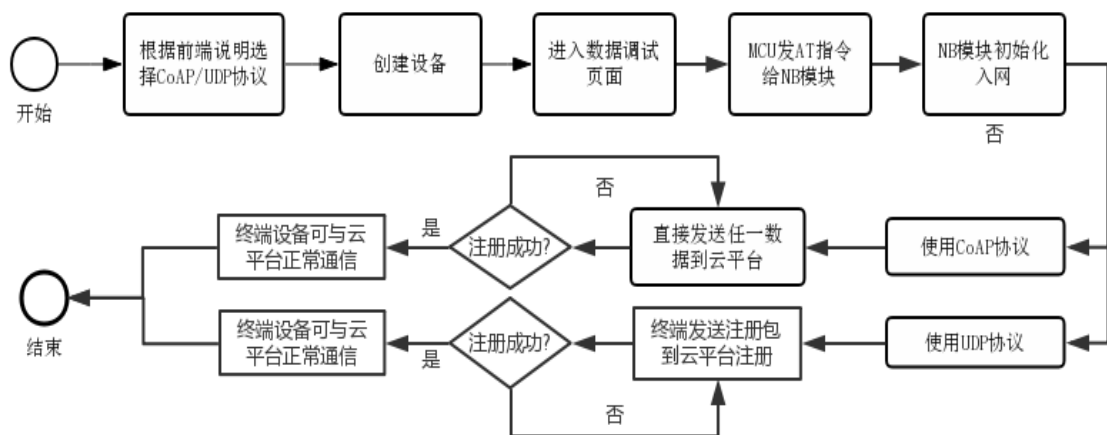 开始
根据前端说明选
择CoAP/UDP协议
创建设备
进入数据调试
页面
MCU发AT指令
给NB模块
NB模块初始化
入网
否
否
使用CoAP协议
直接发送任一数
据到云平台
注册成功?
是
终端设备可与云
平台正常通信
结束
使用UDP协议
终端发送注册包
到云平台注册
注册成功?
是
终端设备可与云
平台正常通信
否